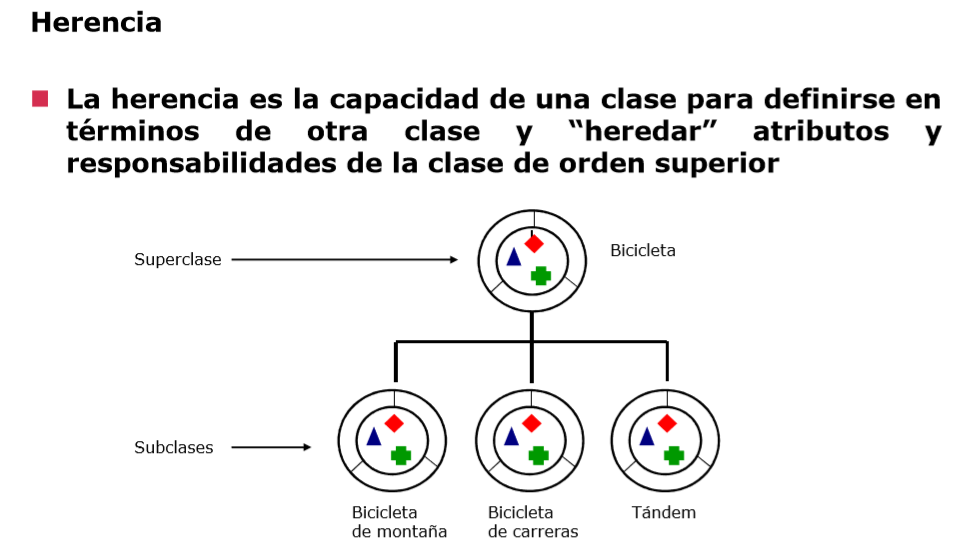 Herencia
La herencia es la capacidad de una clase para definirse en
términos de otra clase y “heredar” atributos y
responsabilidades de la clase de orden superior
Superclase
Bicicleta
Subclases
Bicicleta
de montaña
Bicicleta
de carreras
Tándem